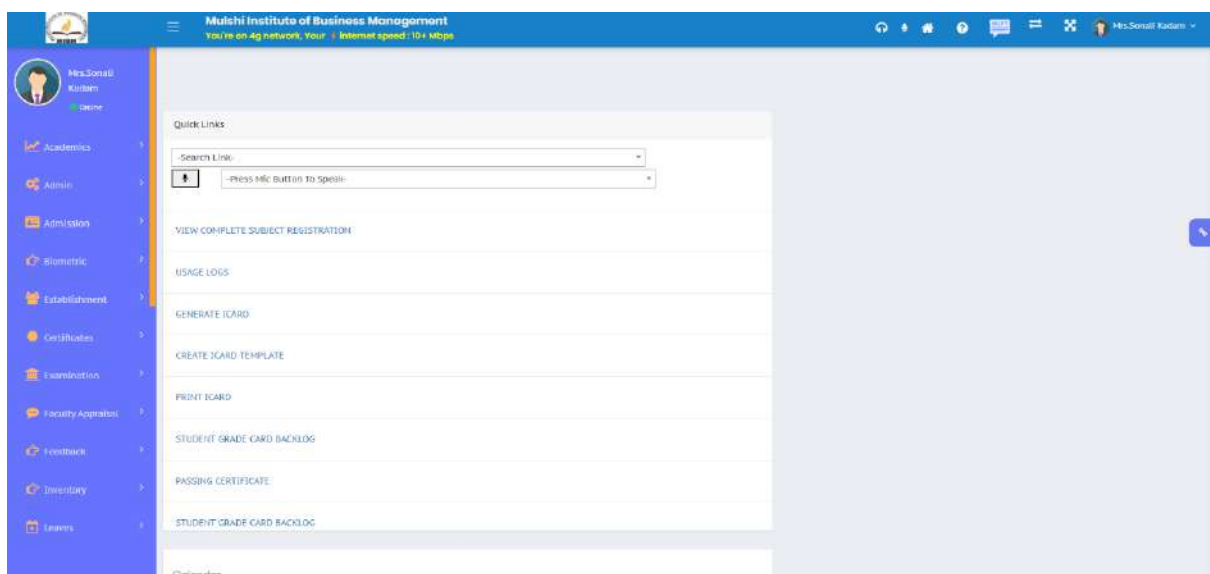 MIBM
Mulshi Institute of Business Management
You're on 4g network, Your internet speed : 10+ Mbps
Mrs.Sonali Kadam
Mrs.Sonali
Kadam
Online
Academics
Admin
Admission
Biometric
Establishment
Certificates
Examination
Faculty Appraisal
Feedback
Inventory
Leaves
Quick Links
-Search Link-
-Press Mic Button To Speak-
VIEW COMPLETE SUBJECT REGISTRATION
USAGE LOGS
GENERATE ICARD
CREATE ICARD TEMPLATE
PRINT ICARD
STUDENT GRADE CARD BACKLOG
PASSING CERTIFICATE
STUDENT GRADE CARD BACKLOG